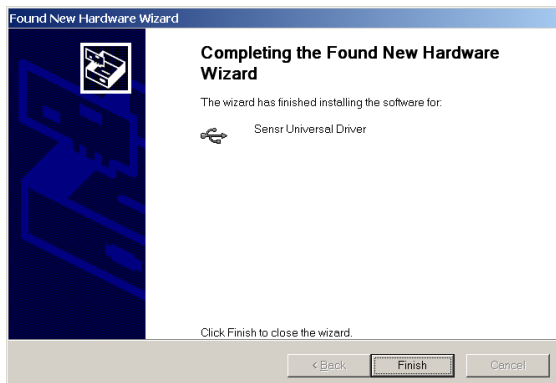 Found New Hardware Wizard
Completing the Found New Hardware
Wizard
The wizard has finished installing the software for:
Sensr Universal Driver
Click Finish to close the wizard.
< Back
Finish
Cancel